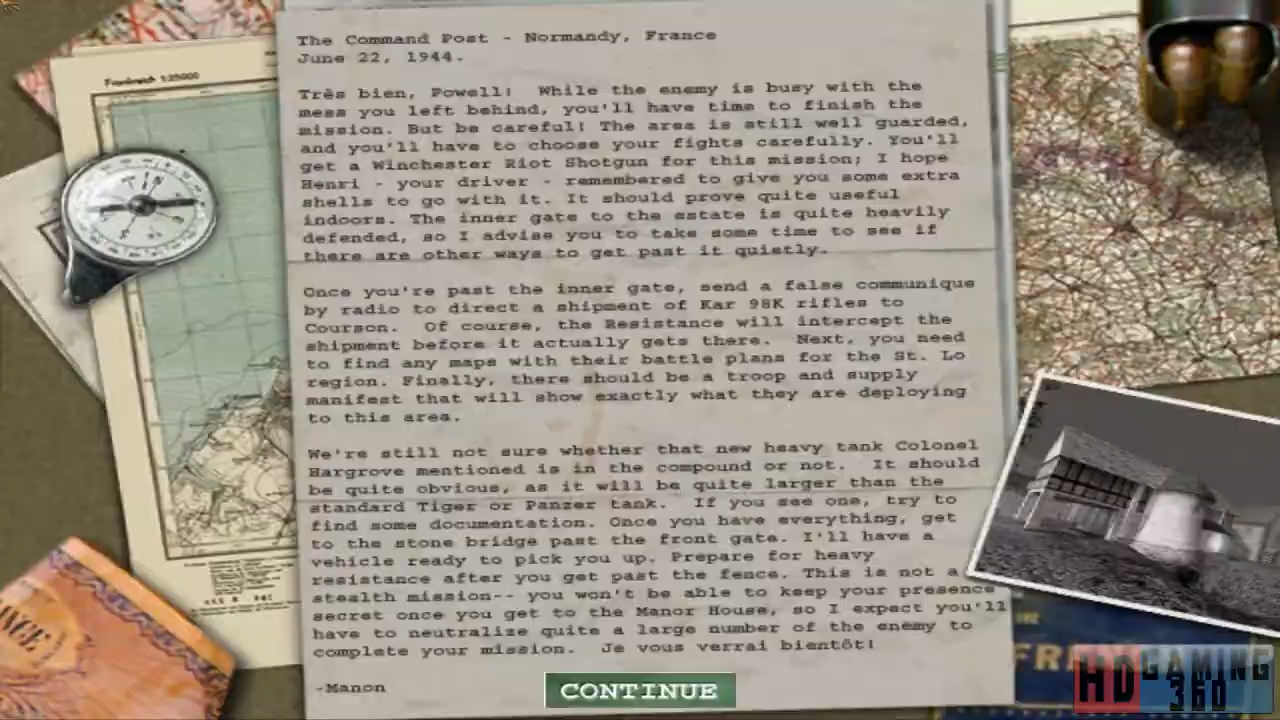 The Command Post - Normandy, France
June 22, 1944.
Très bien, Powell! While the enemy is busy with the
mess you left behind, you'll have time to finish the
mission. But be careful! The area is still well guarded,
and you'll have to choose your fights carefully. You'll
get a Winchester Riot Shotgun for this mission; I hope
Henri - your driver - remembered to give you some extra
shells to go with it. It should prove quite useful
indoors. The inner gate to the estate is quite heavily
defended, so I advise you to take some time to see if
there are other ways to get past it quietly.
Once you're past the inner gate, send a false communique
by radio to direct a shipment of Kar 98K rifles to
Courson. Of course, the Resistance will intercept the
shipment before it actually gets there. Next, you need
to find any maps with their battle plans for the St. Lo
region. Finally, there should be a troop and supply
manifest that will show exactly what they are deploying
to this area.
We're still not sure whether that new heavy tank Colonel
Hargrove mentioned is in the compound or not. It should
be quite obvious, as it will be quite larger than the
standard Tiger or Panzer tank. If you see one, try to
find some documentation. Once you have everything, get
to the stone bridge past the front gate. I'll have a
vehicle ready to pick you up. Prepare for heavy
resistance after you get past the fence. This is not a
stealth mission-- you won't be able to keep your presence
secret once you get to the Manor House, so I expect you'll
have to neutralize quite a large number of the enemy to
complete your mission. Je vous verrai bientôt!
-Manon
CONTINUE
Frankreich 1:25000
HD GAMING 360